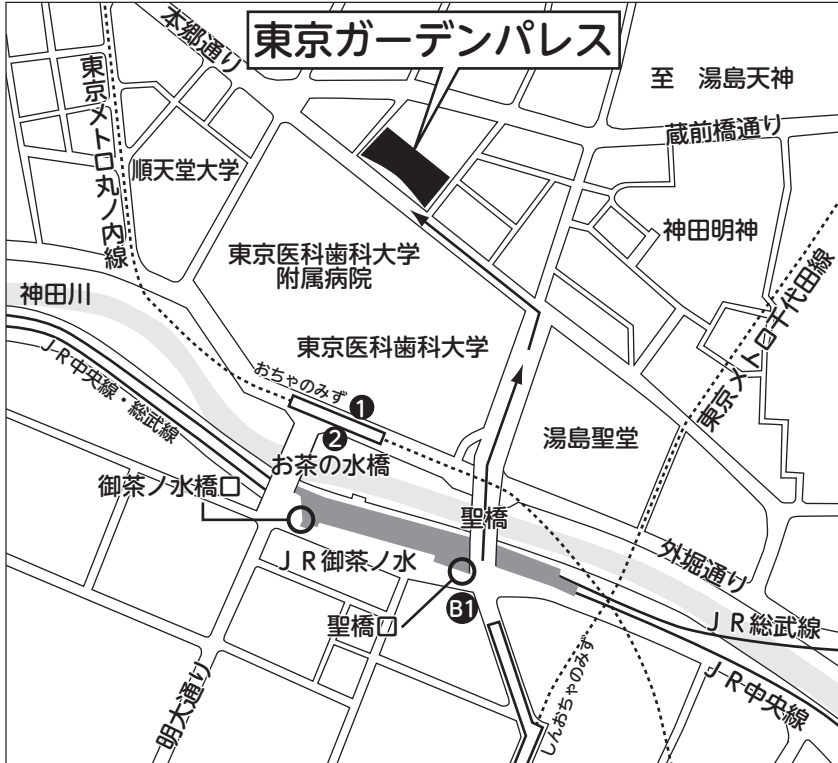 東京ガーデンパレス
本郷通り
至 湯島天神
東京メトロ丸ノ内線
蔵前橋通り
順天堂大学
神田明神
東京医科歯科大学
附属病院
神田川
東京メトロ千代田線
東京医科歯科大学
JR中央線・総武線
おちゃのみず
1
2
湯島聖堂
お茶の水橋
御茶ノ水橋口
聖橋
外堀通り
JR御茶ノ水
B1
聖橋口
JR総武線
しんおちゃのみず
JR中央線
明大通り